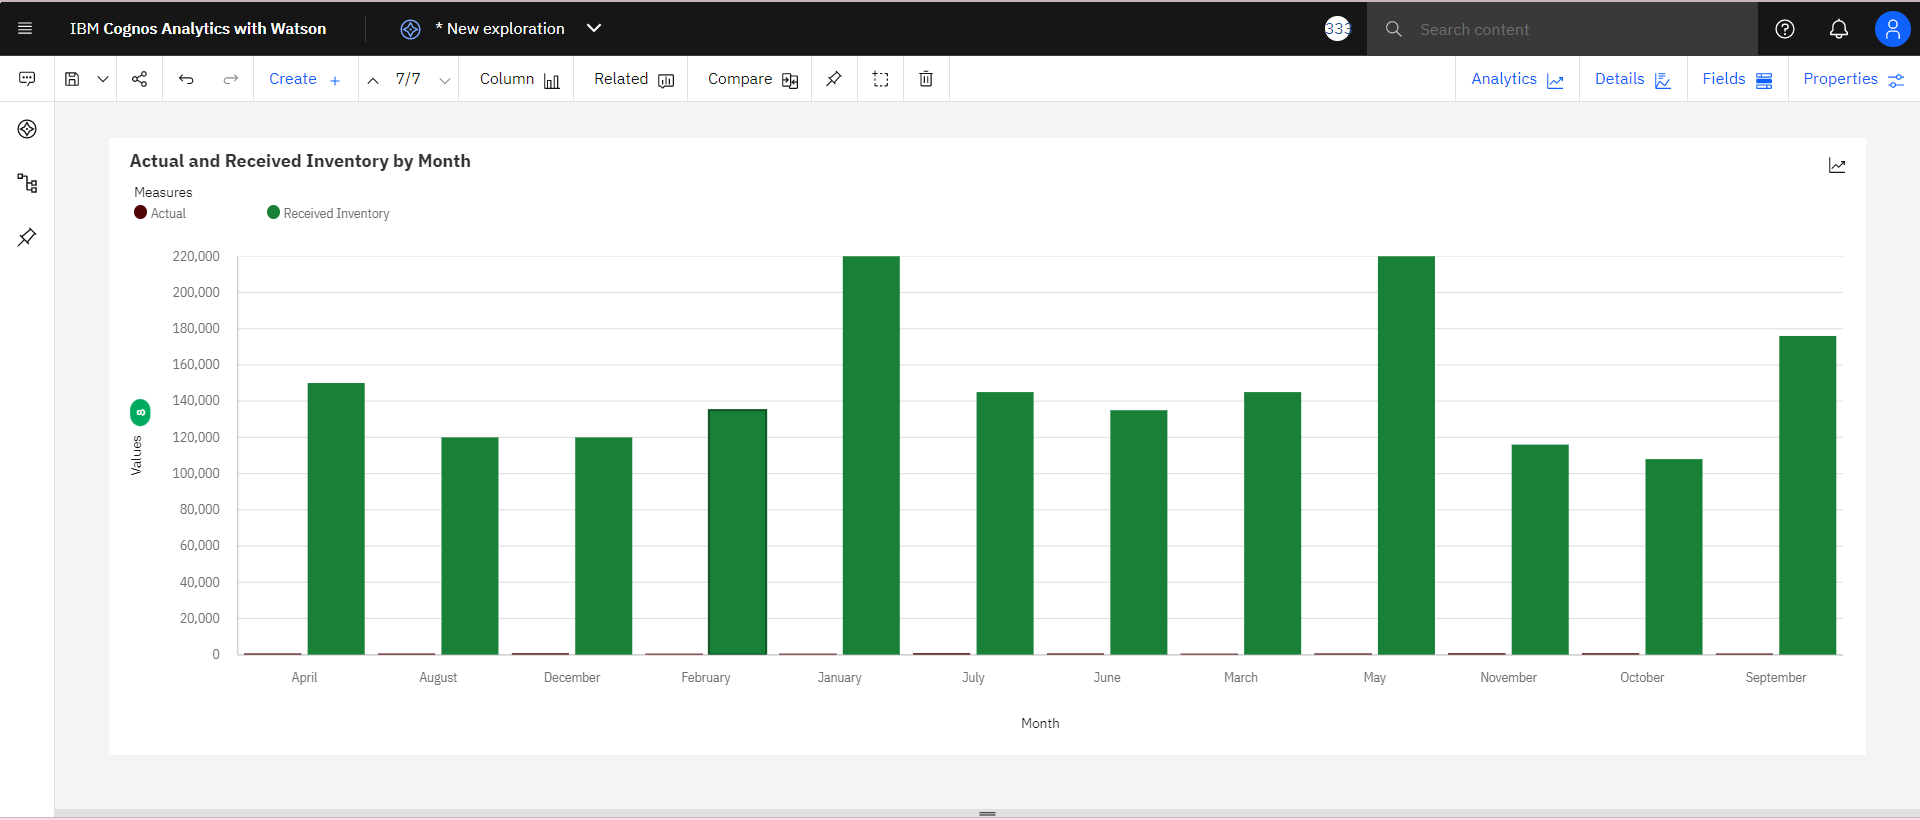 IBM Cognos Analytics with Watson
* New exploration
333
Search content
Create +
7/7
Column
Related
Compare
Analytics
Details
Fields
Properties
Actual and Received Inventory by Month
Measures
Actual
Received Inventory
220,000
200,000
180,000
160,000
140,000
120,000
100,000
80,000
60,000
40,000
20,000
0
Values
8
April
August
December
February
January
July
June
March
May
November
October
September
Month